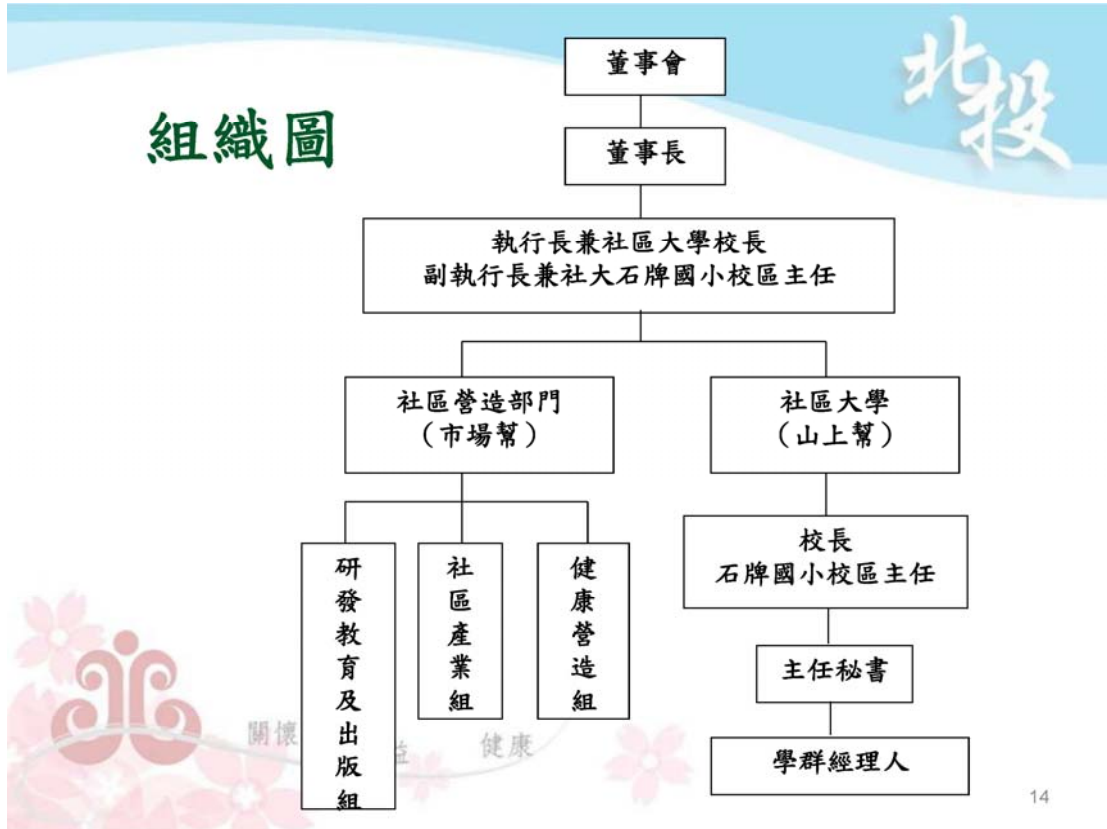 北投
組織圖
董事會
董事長
執行長兼社區大學校長
副執行長兼社大石牌國小校區主任
社區營造部門
（市場幫）
社區大學
（山上幫）
研發教育及出版組
社區產業組
健康營造組
校長
石牌國小校區主任
主任秘書
學群經理人
關懷
益
健康
14